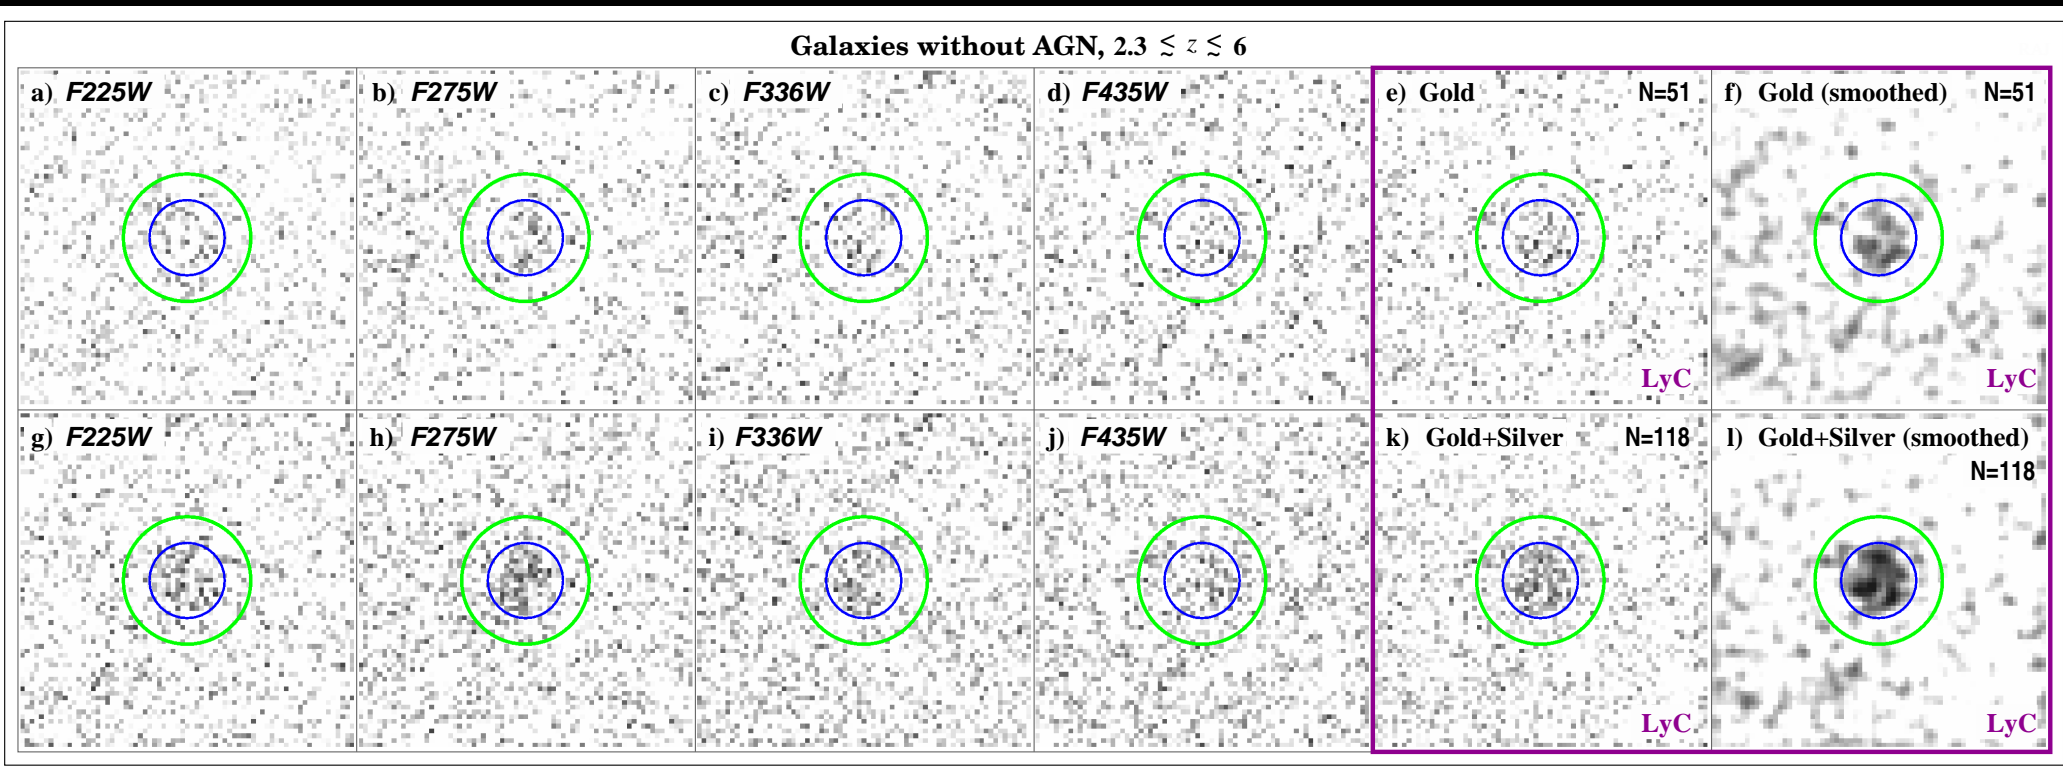 Galaxies without AGN, 2.3 ≲ z ≲ 6
a) F225W
b) F275W
c) F336W
d) F435W
e) Gold N=51
LyC
f) Gold (smoothed) N=51
LyC
g) F225W
h) F275W
i) F336W
j) F435W
k) Gold+Silver N=118
LyC
l) Gold+Silver (smoothed)
N=118
LyC